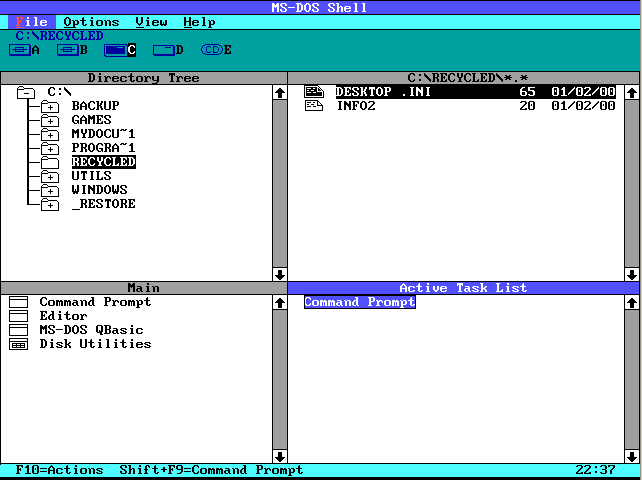 MS-DOS Shell
File Options View Help
C:\RECYCLED
A B C D CD E
Directory Tree
C:\
BACKUP
GAMES
MYDOCU~1
PROGRA~1
RECYCLED
UTILS
WINDOWS
_RESTORE
C:\RECYCLED\*.*
DESKTOP .INI 65 01/02/00
INFO2 20 01/02/00
Main
Command Prompt
Editor
MS-DOS QBasic
Disk Utilities
Active Task List
Command Prompt
F10=Actions Shift+F9=Command Prompt 22:37